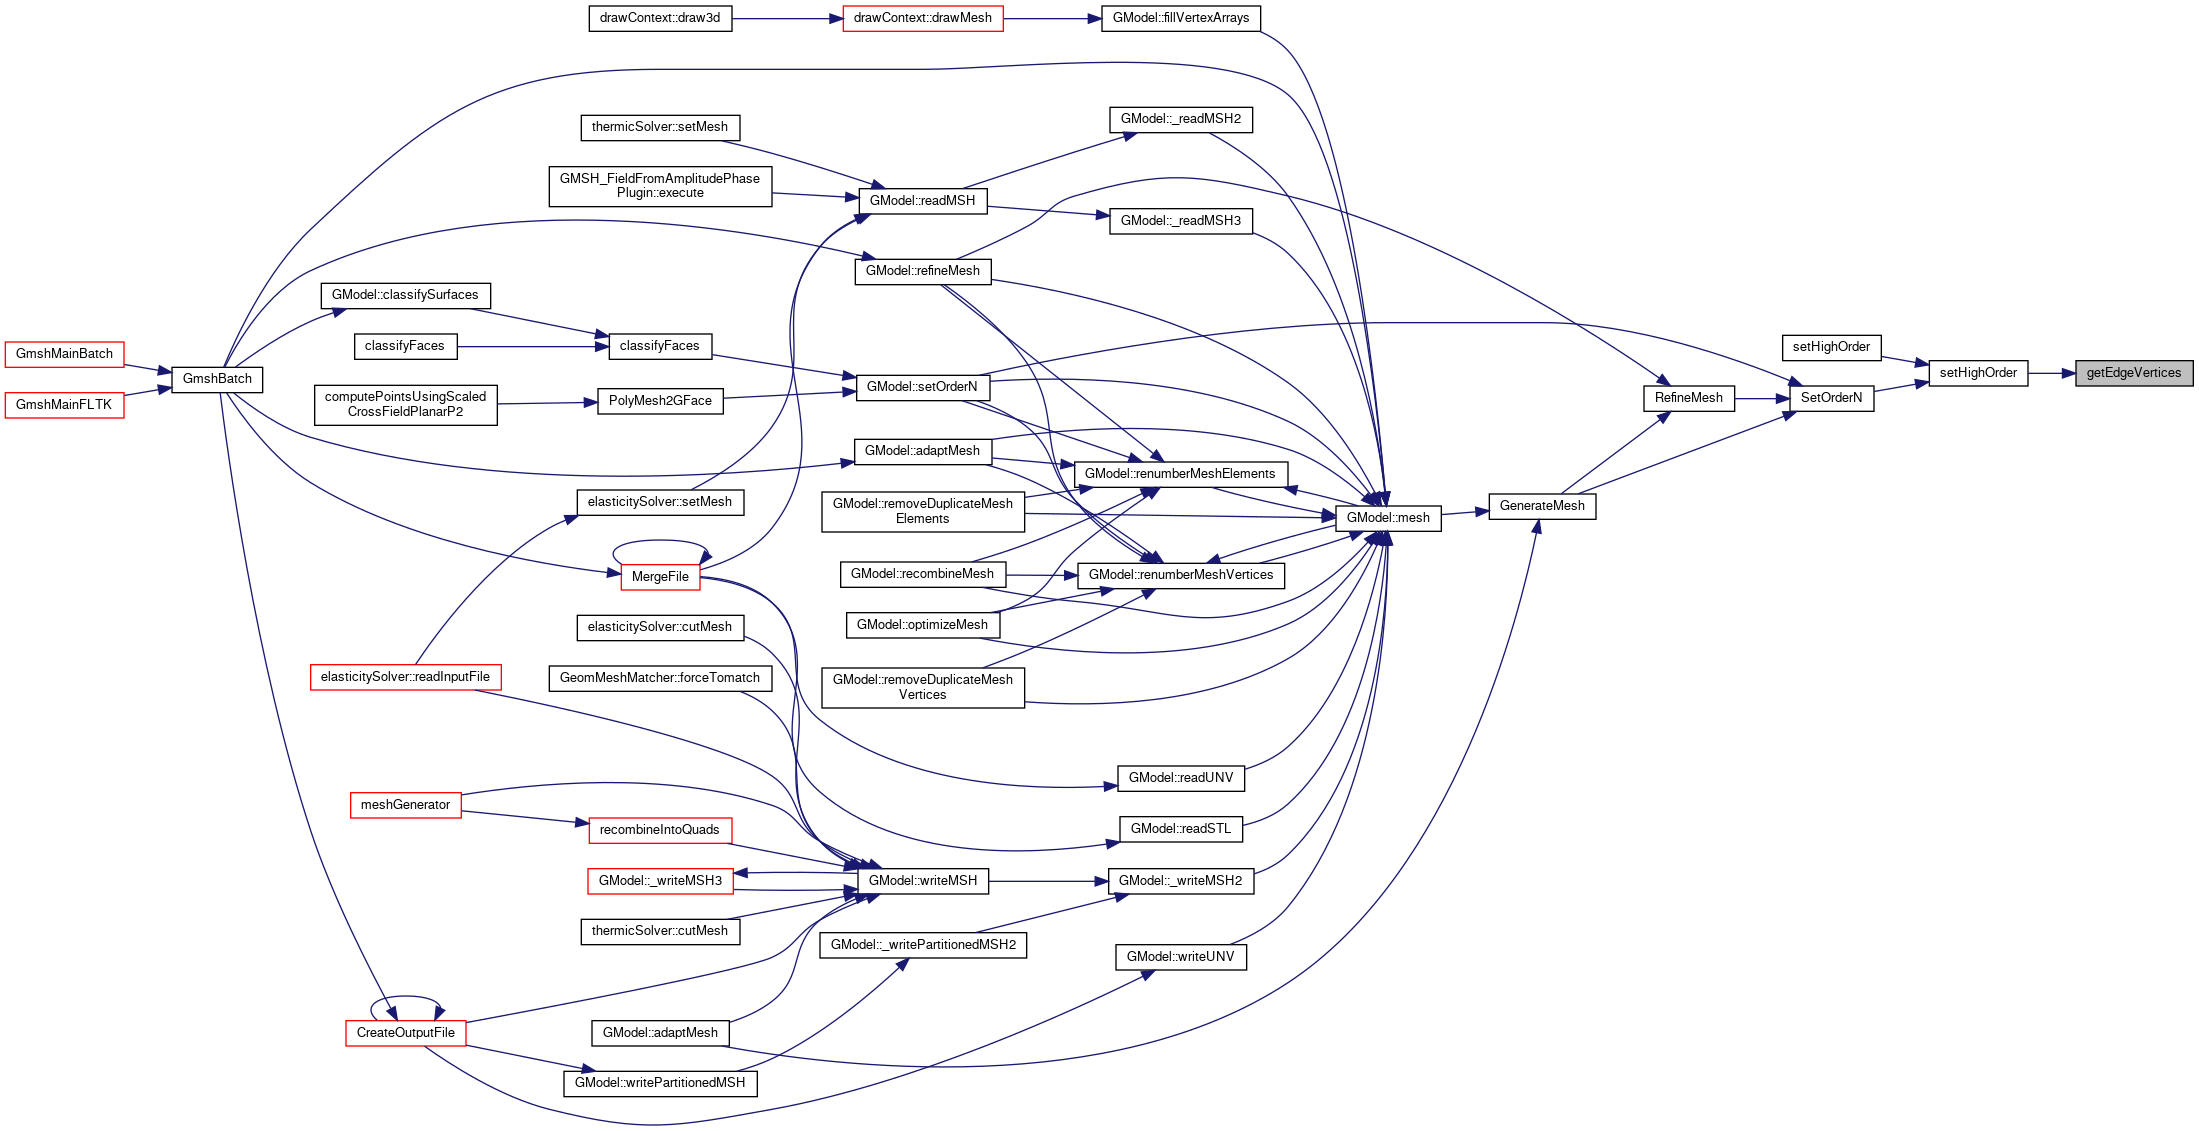 drawContext::draw3d
drawContext::drawMesh
GModel::fillVertexArrays
thermicSolver::setMesh
GModel::_readMSH2
GMSH_FieldFromAmplitudePhase
Plugin::execute
GModel::readMSH
GModel::_readMSH3
GModel::refineMesh
GModel::classifySurfaces
GmshMainBatch
classifyFaces
classifyFaces
setHighOrder
GmshBatch
GModel::setOrderN
setHighOrder
getEdgeVertices
GmshMainFLTK
computePointsUsingScaled
CrossFieldPlanarP2
PolyMesh2GFace
RefineMesh
SetOrderN
GModel::adaptMesh
GModel::renumberMeshElements
elasticitySolver::setMesh
GModel::removeDuplicateMesh
Elements
GModel::mesh
GenerateMesh
MergeFile
GModel::recombineMesh
GModel::renumberMeshVertices
elasticitySolver::cutMesh
GModel::optimizeMesh
elasticitySolver::readInputFile
GeomMeshMatcher::forceTomatch
GModel::removeDuplicateMesh
Vertices
GModel::readUNV
meshGenerator
recombineIntoQuads
GModel::readSTL
GModel::_writeMSH3
GModel::writeMSH
GModel::_writeMSH2
thermicSolver::cutMesh
GModel::_writePartitionedMSH2
GModel::writeUNV
CreateOutputFile
GModel::adaptMesh
GModel::writePartitionedMSH